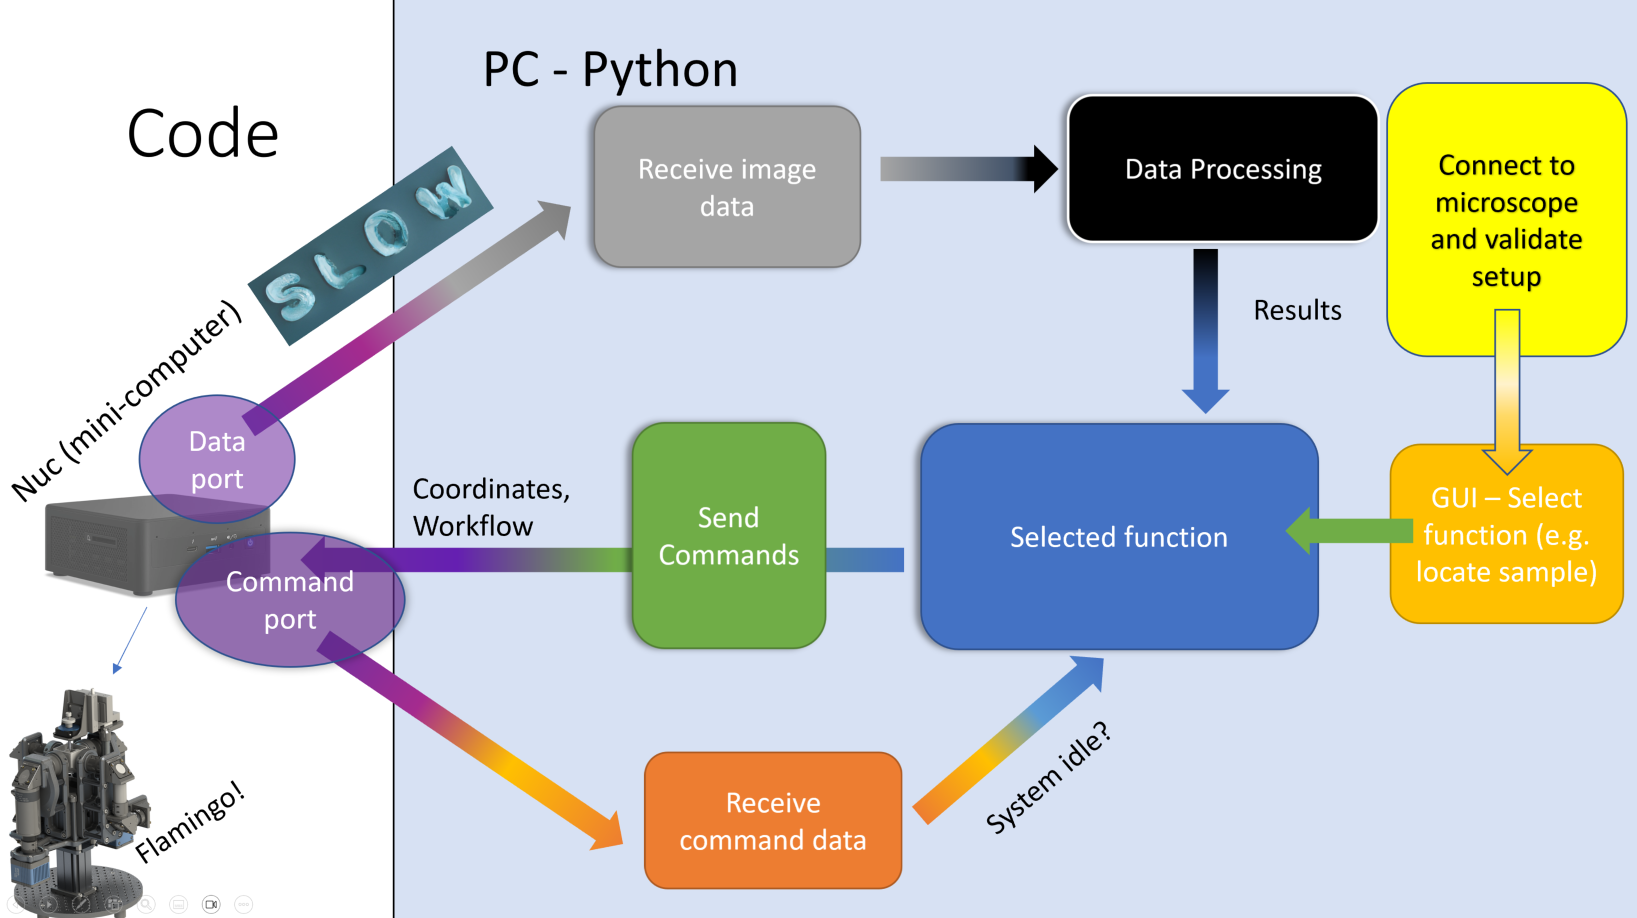 PC - Python
Code
SLOW
Receive image
data
Data Processing
Connect to
microscope
and validate
setup
Results
Nuc (mini-computer)
Data
port
Coordinates,
Workflow
Send
Commands
Selected function
GUI – Select
function (e.g.
locate sample)
Command
port
System idle?
Receive
command data
Flamingo!